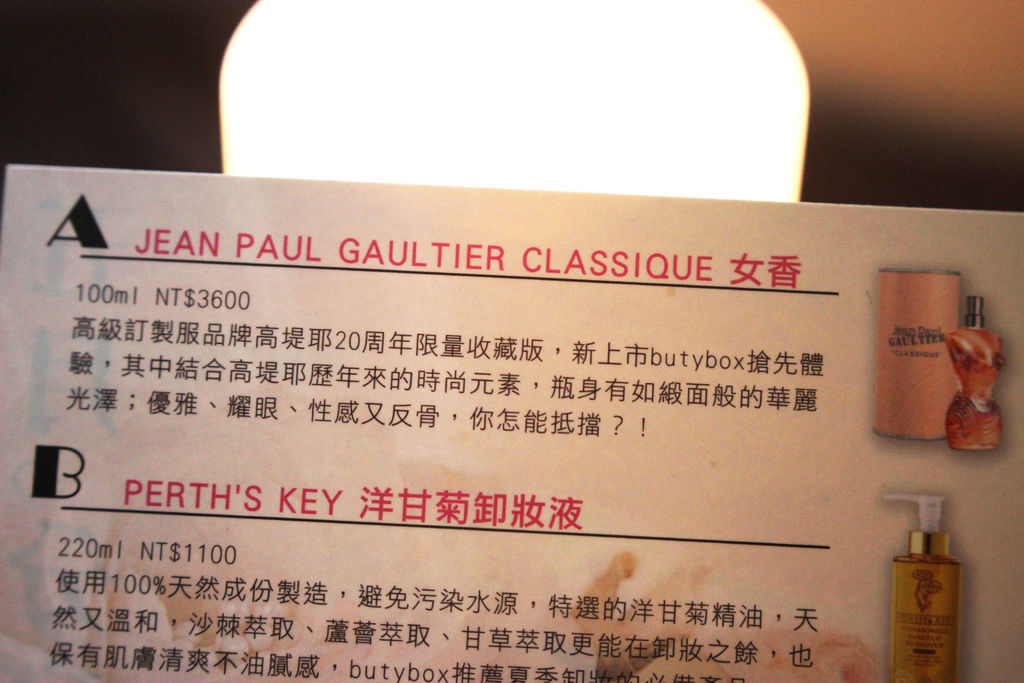 A
JEAN PAUL GAULTIER CLASSIQUE 女香
100ml NT$3600
高級訂製服品牌高堤耶20周年限量收藏版，新上市butybox搶先體
驗，其中結合高堤耶歷年來的時尚元素，瓶身有如緞面般的華麗
光澤；優雅、耀眼、性感又反骨，你怎能抵擋？！
Jean Paul
GAULTIER
"CLASSIQUE"
B
PERTH'S KEY 洋甘菊卸妝液
220ml NT$1100
使用100%天然成份製造，避免污染水源，特選的洋甘菊精油，天
然又溫和，沙棘萃取、蘆薈萃取、甘草萃取更能在卸妝之餘，也
保有肌膚清爽不油膩感，butybox推薦夏季卸妝的必備產品